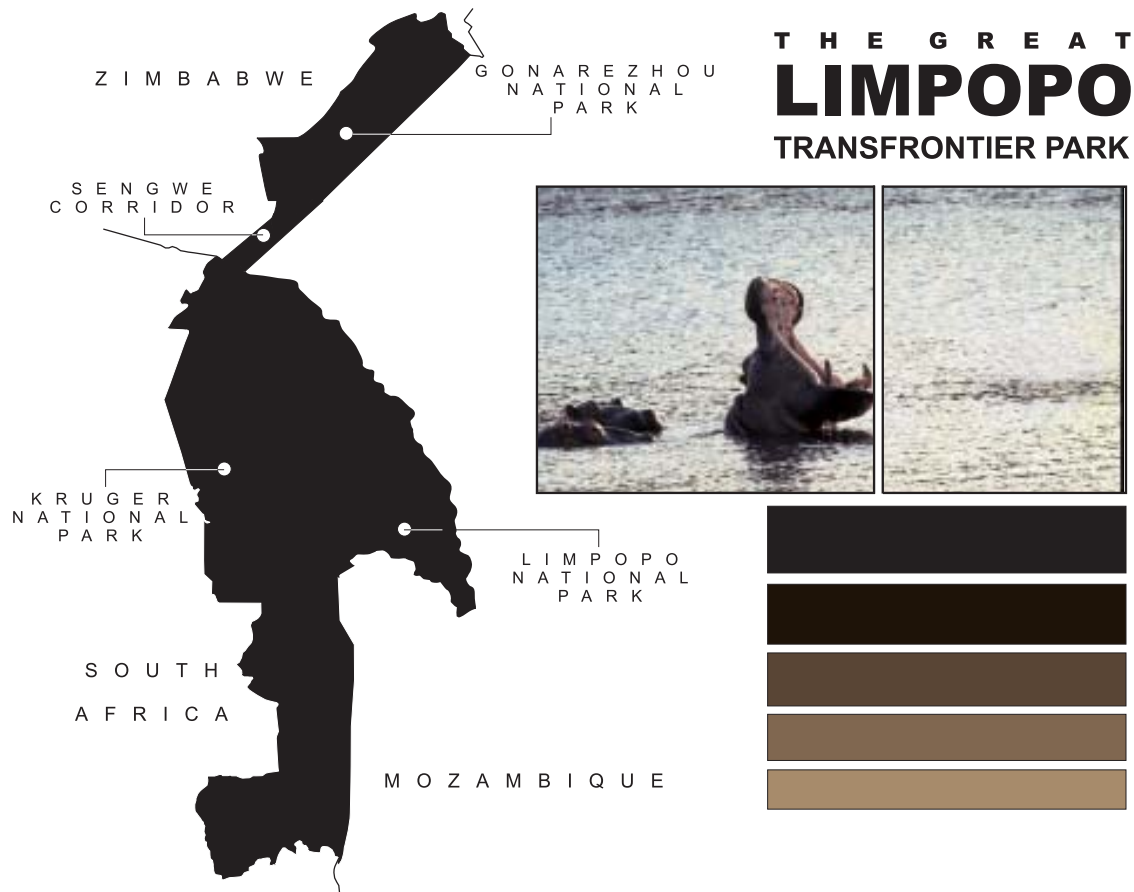 THE GREAT
LIMPOPO
TRANSFRONTIER PARK
ZIMBABWE
GONAREZHOU
NATIONAL
PARK
SENGWE
CORRIDOR
KRUGER
NATIONAL
PARK
LIMPOPO
NATIONAL
PARK
SOUTH
AFRICA
MOZAMBIQUE